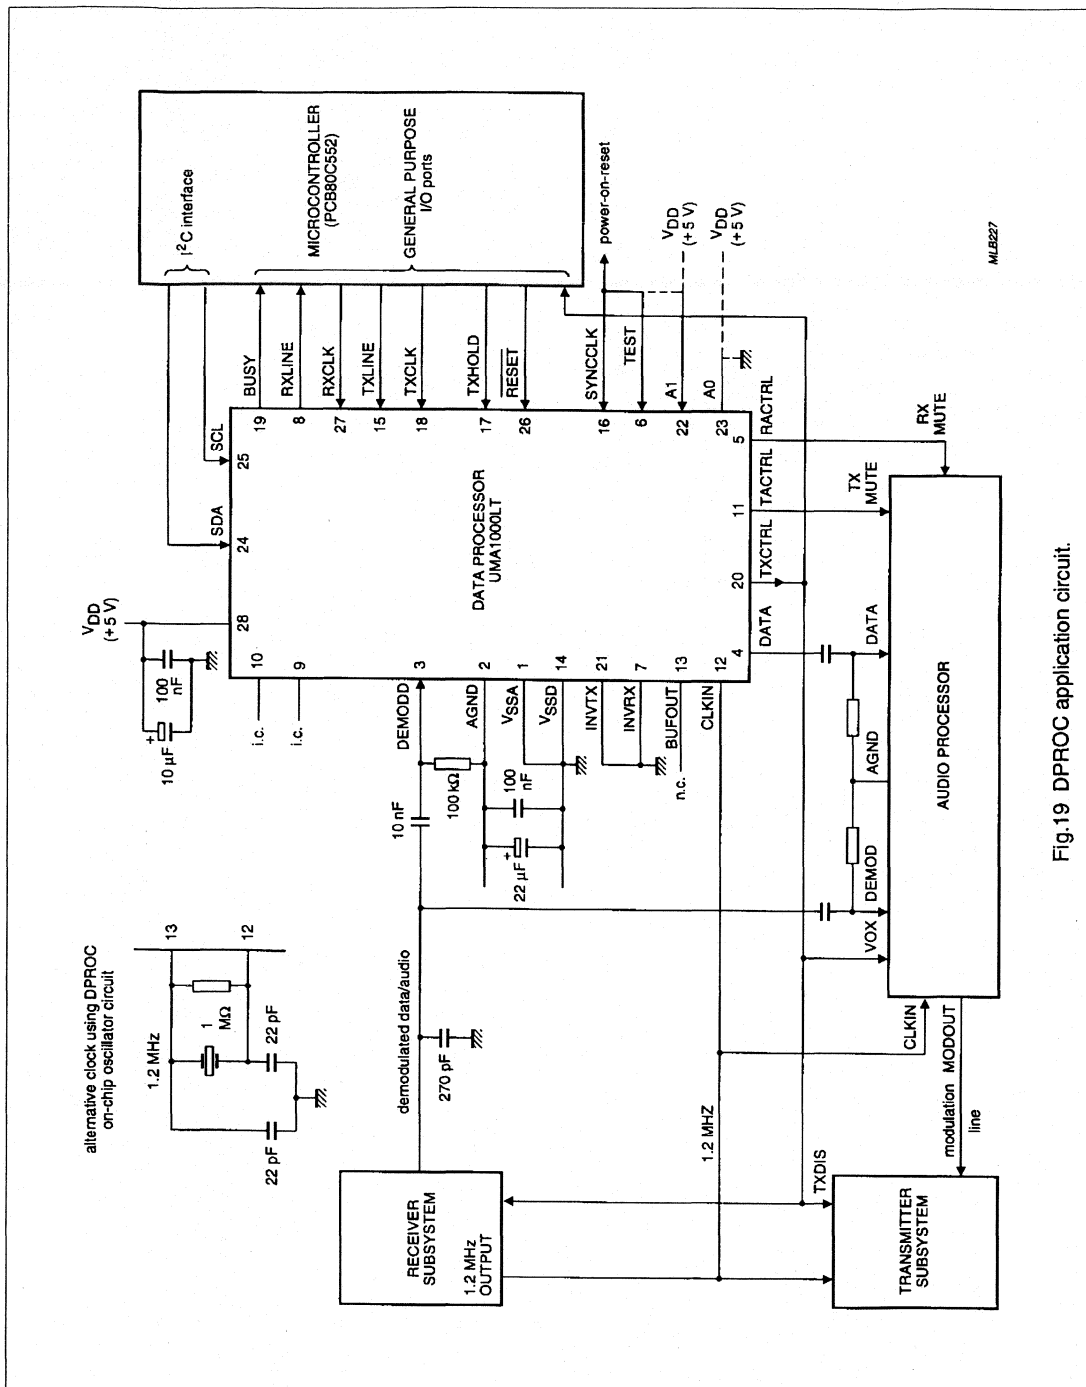 alternative clock using DPROC
on-chip oscillator circuit
1.2 MHz
13
12
1
MΩ
22 pF
22 pF
VDD
(+ 5 V)
10 µF
+
100
nF
i.c.
i.c.
10
9
28
SDA
24
SCL
25
I²C interface
MICROCONTROLLER
(PCB80C552)
GENERAL PURPOSE
I/O ports
BUSY
19
RXLINE
8
RXCLK
27
TXLINE
15
TXCLK
18
TXHOLD
17
RESET
26
SYNCCLK
16
TEST
6
A1
22
A0
23
power-on-reset
VDD
(+ 5 V)
VDD
(+ 5 V)
DATA PROCESSOR
UMA1000LT
DEMODD
3
AGND
2
VSSA
1
VSSD
14
INVTX
21
INVRX
7
BUFOUT
13
CLKIN
12
n.c.
10 nF
100 kΩ
100
nF
22 µF
+
DATA
4
TXCTRL
20
TACTRL
11
RACTRL
5
TX
MUTE
RX
MUTE
demodulated data/audio
270 pF
RECEIVER
SUBSYSTEM
1.2 MHz
OUTPUT
1.2 MHZ
TXDIS
TRANSMITTER
SUBSYSTEM
modulation
line
MODOUT
CLKIN
VOX
DEMOD
AGND
DATA
AUDIO PROCESSOR
MLB227
Fig.19 DPROC application circuit.